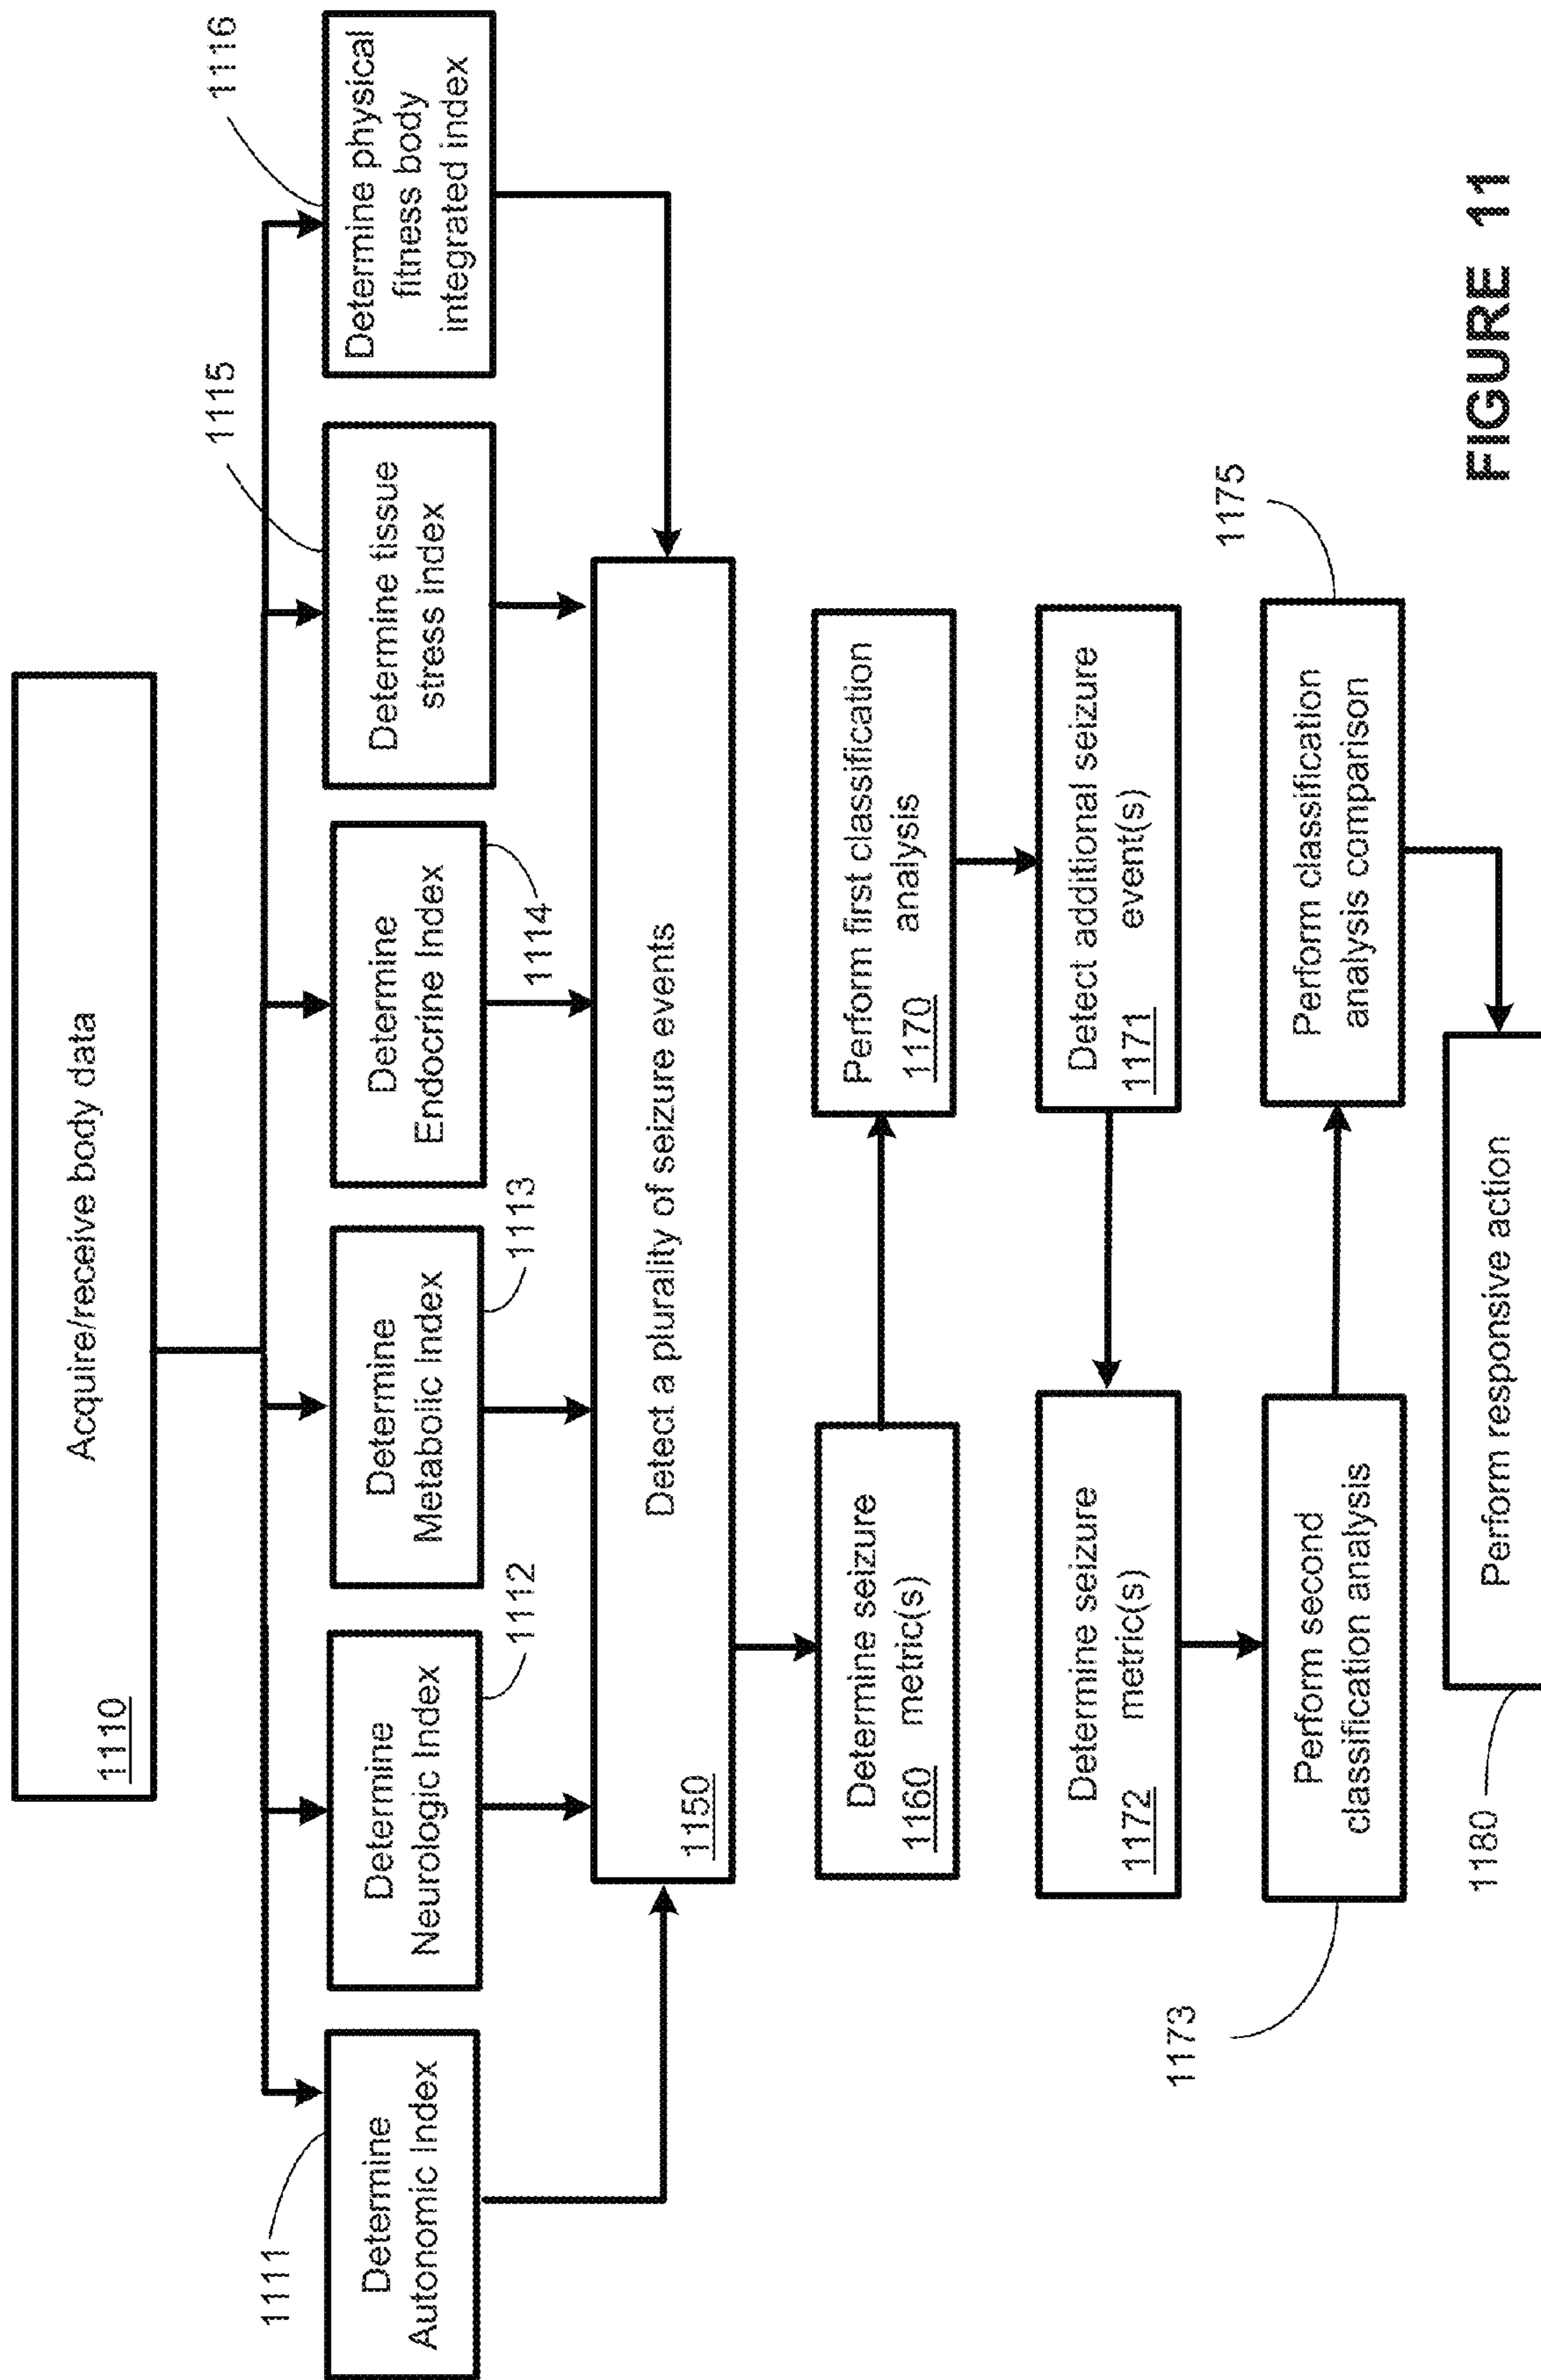 Acquire/receive body data
1110
1111
1115
1116
Determine
Autonomic Index
Determine
Neurologic Index
1112
Determine
Metabolic Index
1113
Determine
Endocrine Index
1114
Determine tissue
stress index
Determine physical
fitness body
integrated index
Detect a plurality of seizure events
1150
Determine seizure
1160 metric(s)
Perform first classification
1170 analysis
Determine seizure
1172 metric(s)
Detect additional seizure
1171 event(s)
1173
Perform second
classification analysis
Perform classification
analysis comparison
1175
1180
Perform responsive action
FIGURE 11